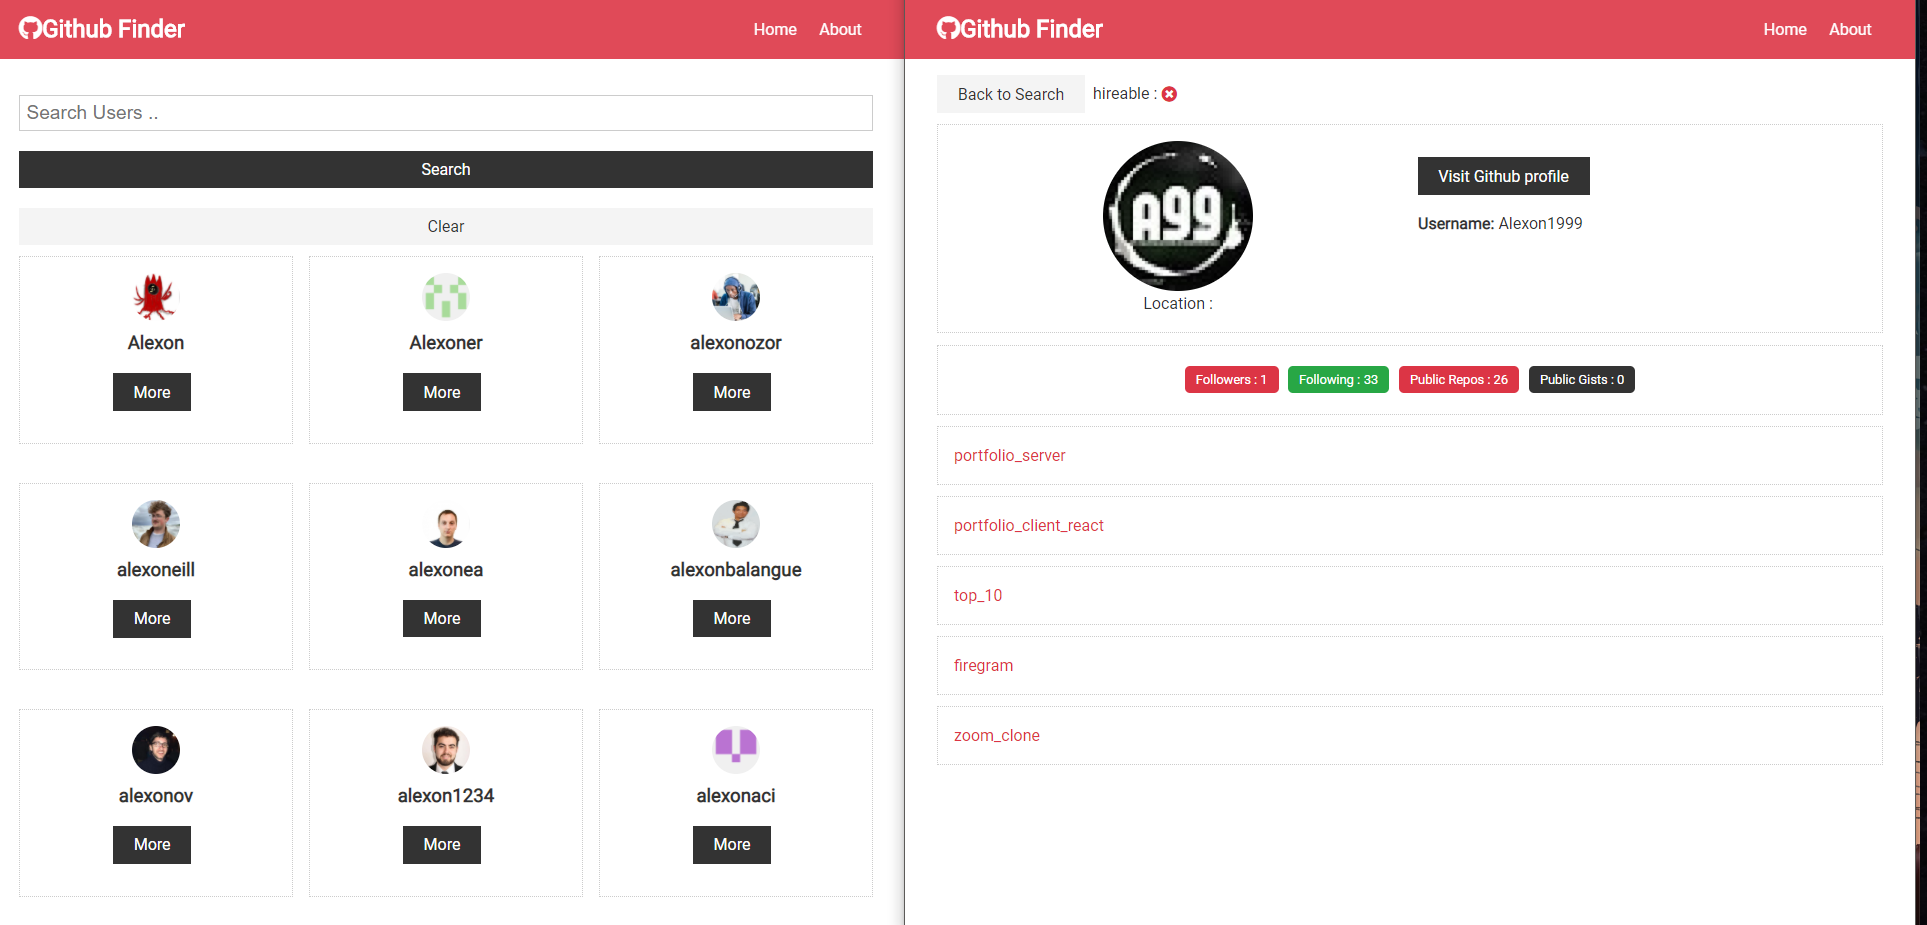 Github Finder
Home About
Search Users ..
Search
Clear
Alexon
More
Alexoner
More
alexonozor
More
alexoneill
More
alexonea
More
alexonbalangue
More
alexonov
More
alexon1234
More
alexonaci
More
Github Finder
Home About
Back to Search hireable :
A99
Location :
Visit Github profile
Username: Alexon1999
Followers : 1 Following : 33 Public Repos : 26 Public Gists : 0
portfolio_server
portfolio_client_react
top_10
firegram
zoom_clone